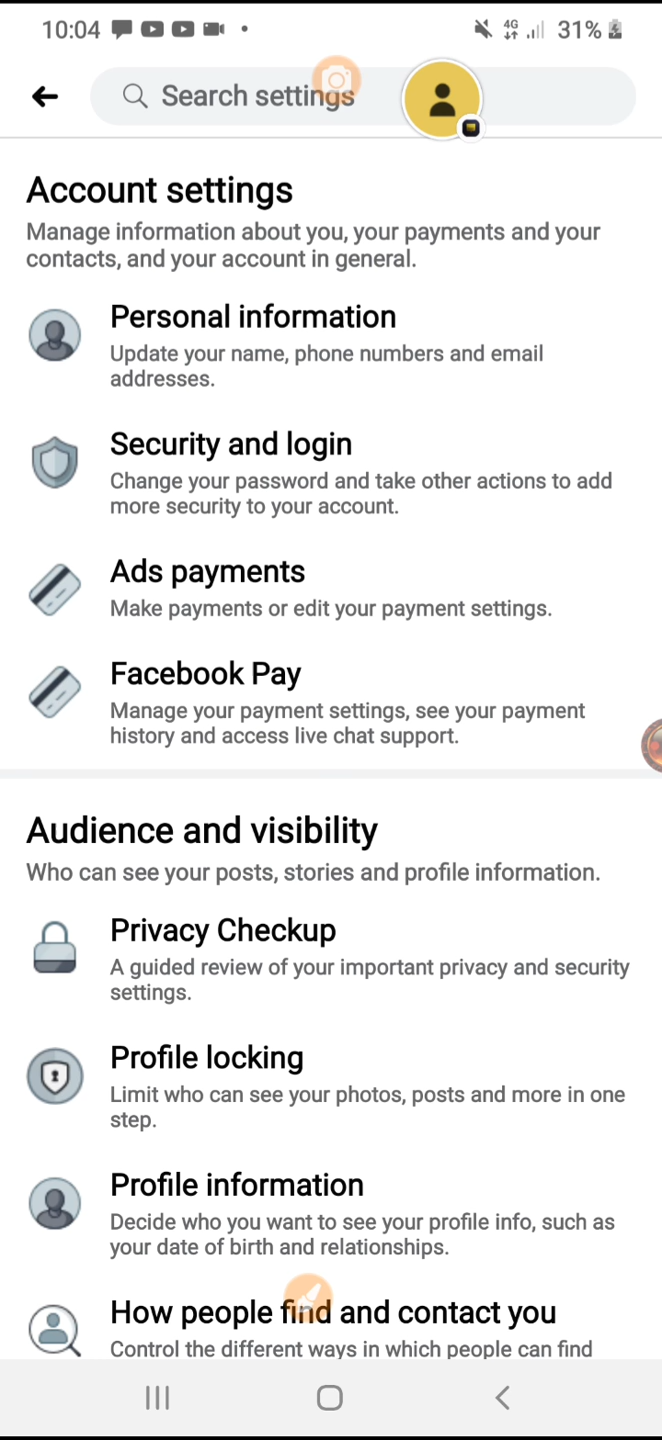 10:04
4G
31%
Search settings
Account settings
Manage information about you, your payments and your
contacts, and your account in general.
Personal information
Update your name, phone numbers and email
addresses.
Security and login
Change your password and take other actions to add
more security to your account.
Ads payments
Make payments or edit your payment settings.
Facebook Pay
Manage your payment settings, see your payment
history and access live chat support.
Audience and visibility
Who can see your posts, stories and profile information.
Privacy Checkup
A guided review of your important privacy and security
settings.
Profile locking
Limit who can see your photos, posts and more in one
step.
Profile information
Decide who you want to see your profile info, such as
your date of birth and relationships.
How people find and contact you
Control the different ways in which people can find